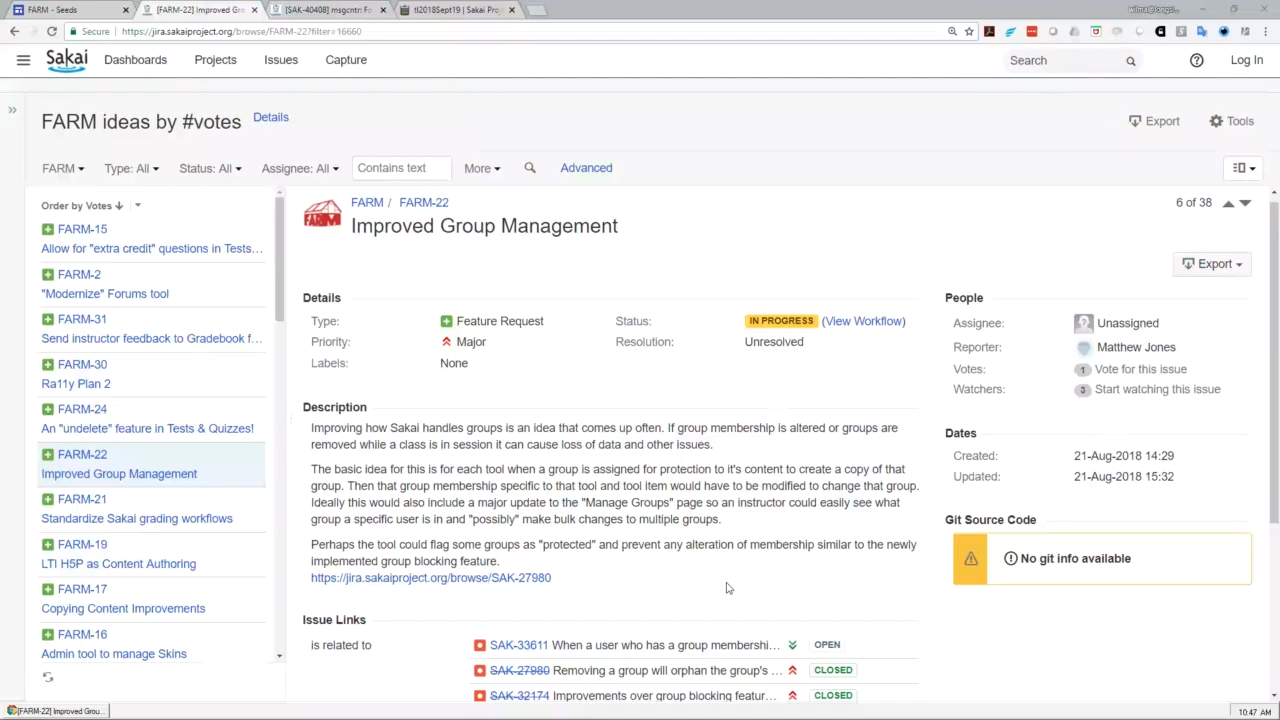 FARM - Seeds
[FARM-22] Improved Gro
[SAK-40408] msgcntr: Fo
tl2018Sept19 | Sakai Proj
Secure
https://jira.sakaiproject.org/browse/FARM-22?filter=16660
Sakai
Dashboards
Projects
Issues
Capture
Search
Log In
FARM ideas by #votes
Details
Export
Tools
FARM
Type: All
Status: All
Assignee: All
Contains text
More
Advanced
Order by Votes
FARM-15
Allow for "extra credit" questions in Tests…
FARM-2
"Modernize" Forums tool
FARM-31
Send instructor feedback to Gradebook f…
FARM-30
Ra11y Plan 2
FARM-24
An "undelete" feature in Tests & Quizzes!
FARM-22
Improved Group Management
FARM-21
Standardize Sakai grading workflows
FARM-19
LTI H5P as Content Authoring
FARM-17
Copying Content Improvements
FARM-16
Admin tool to manage Skins
FARM
FARM / FARM-22
Improved Group Management
6 of 38
Export
Details
Type: Feature Request
Status: IN PROGRESS (View Workflow)
Priority: Major
Resolution: Unresolved
Labels: None
Description
Improving how Sakai handles groups is an idea that comes up often. If group membership is altered or groups are
removed while a class is in session it can cause loss of data and other issues.
The basic idea for this is for each tool when a group is assigned for protection to it's content to create a copy of that
group. Then that group membership specific to that tool and tool item would have to be modified to change that group.
Ideally this would also include a major update to the "Manage Groups" page so an instructor could easily see what
group a specific user is in and "possibly" make bulk changes to multiple groups.
Perhaps the tool could flag some groups as "protected" and prevent any alteration of membership similar to the newly
implemented group blocking feature.
https://jira.sakaiproject.org/browse/SAK-27980
Issue Links
is related to
SAK-33611 When a user who has a group membershi… OPEN
SAK-27980 Removing a group will orphan the group's … CLOSED
SAK-32174 Improvements over group blocking featur… CLOSED
People
Assignee: Unassigned
Reporter: Matthew Jones
Votes: 1 Vote for this issue
Watchers: 3 Start watching this issue
Dates
Created: 21-Aug-2018 14:29
Updated: 21-Aug-2018 15:32
Git Source Code
No git info available
[FARM-22] Improved Grou...
10:47 AM